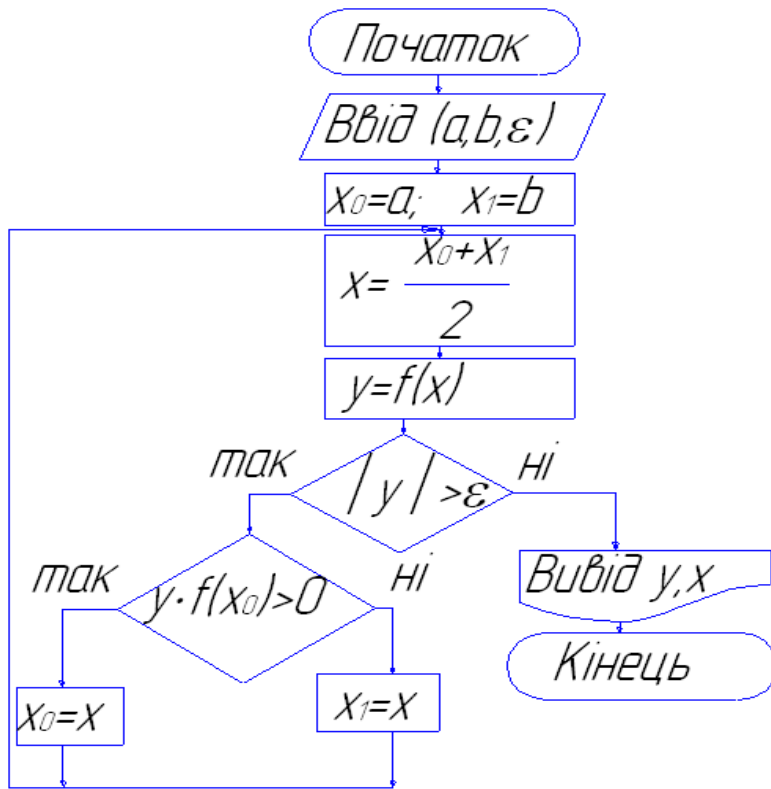 Початок
Ввід (a,b,ε)
x₀=a; x₁=b
x= x₀+x₁
2
y=f(x)
так
ні
| y | >ε
так
ні
y·f(x₀)>0
Вивід y,x
Кінець
x₀=x
x₁=x